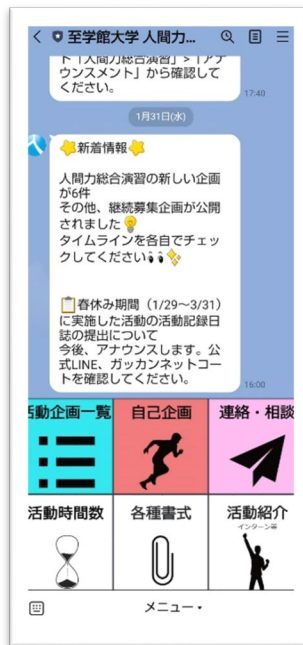 至学館大学 人間力...
ト「人間力総合演習」>「アナ
ウンスメント」から確認して
ください。
17:40
1月31日(水)
新着情報
人間力総合演習の新しい企画
が6件
その他、継続募集企画が公開
されました
タイムラインを各自でチェッ
クしてください
春休み期間（1/29～3/31）
に実施した活動の活動記録日
誌の提出について
今後、アナウンスします。公
式LINE、ガッカンネットコー
トを確認してください。
16:00
活動企画一覧
自己企画
連絡・相談
活動時間数
各種書式
活動紹介
インターン等
メニュー